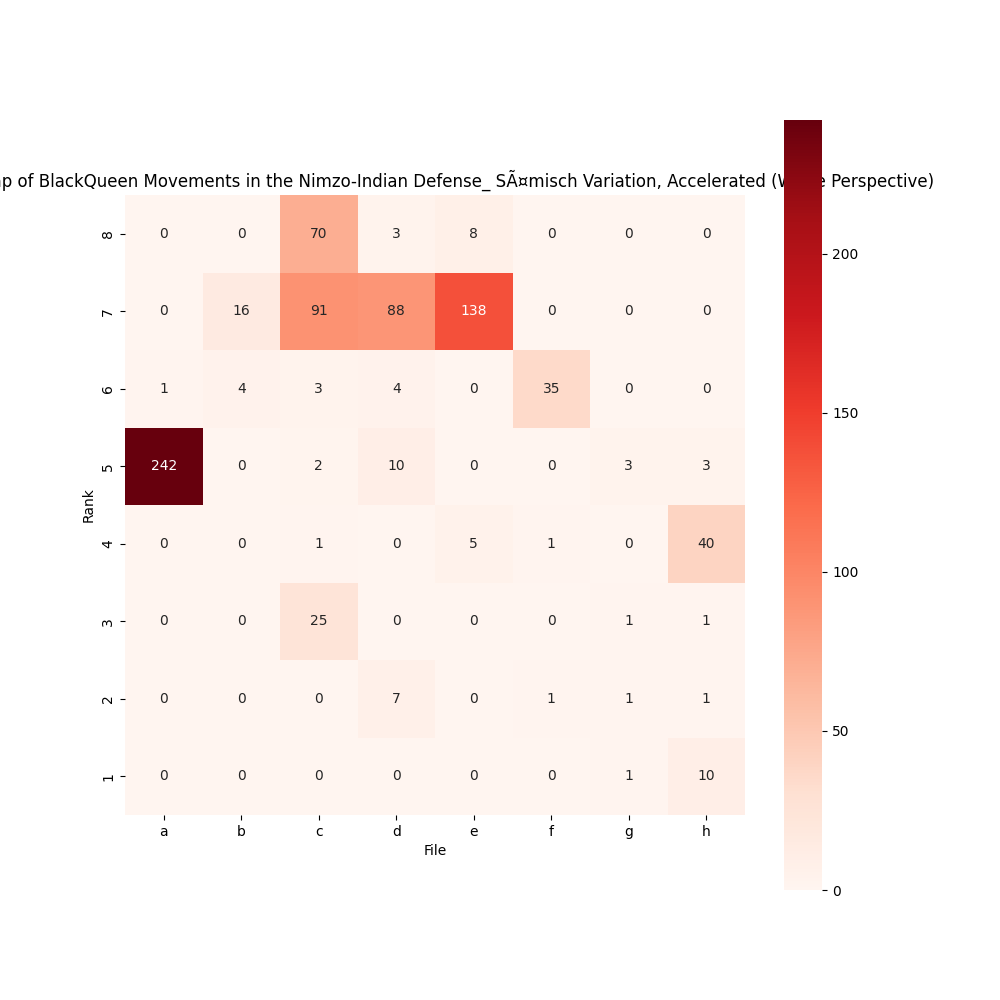 p of BlackQueen Movements in the Nimzo-Indian Defense_ SÃ¤misch Variation, Accelerated (W e Perspective)
8 0 0 70 3 8 0 0 0
7 0 16 91 88 138 0 0 0
6 1 4 3 4 0 35 0 0
5 242 0 2 10 0 0 3 3
4 0 0 1 0 5 1 0 40
3 0 0 25 0 0 0 1 1
2 0 0 0 7 0 1 1 1
1 0 0 0 0 0 0 1 10
a b c d e f g h
File
Rank
200
150
100
50
0